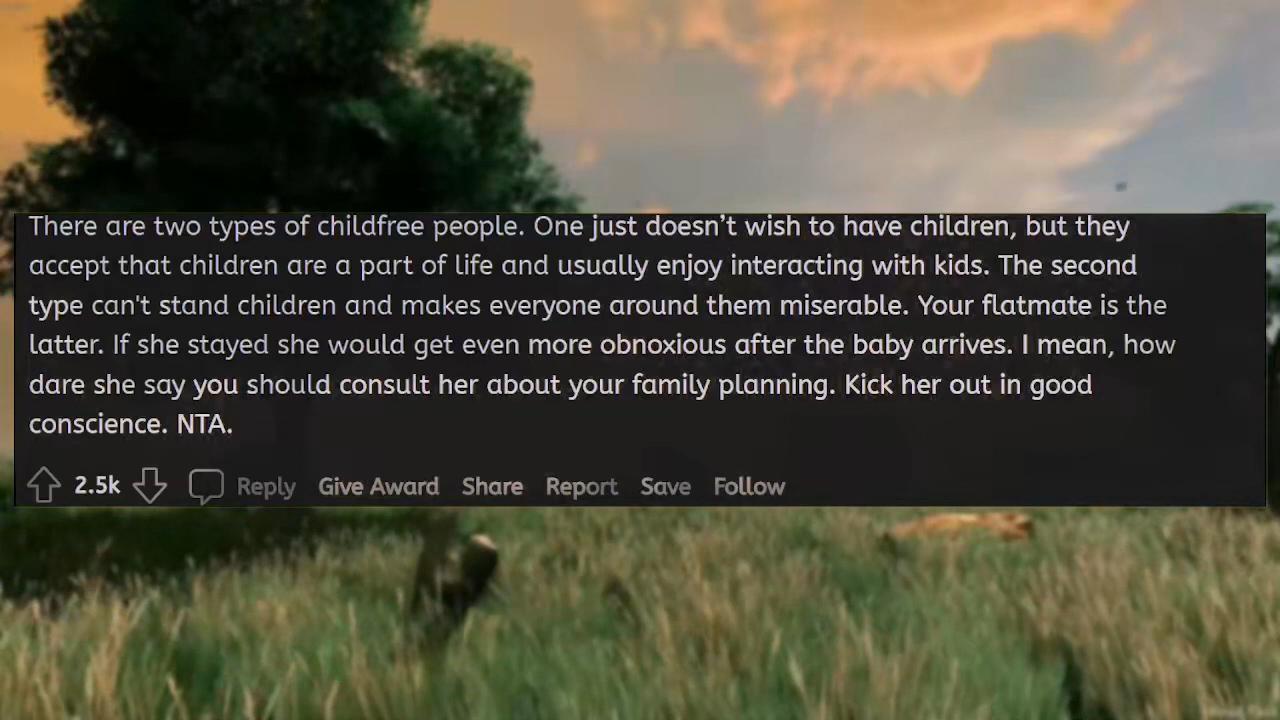 There are two types of childfree people. One just doesn’t wish to have children, but they
accept that children are a part of life and usually enjoy interacting with kids. The second
type can't stand children and makes everyone around them miserable. Your flatmate is the
latter. If she stayed she would get even more obnoxious after the baby arrives. I mean, how
dare she say you should consult her about your family planning. Kick her out in good
conscience. NTA.
2.5k Reply Give Award Share Report Save Follow